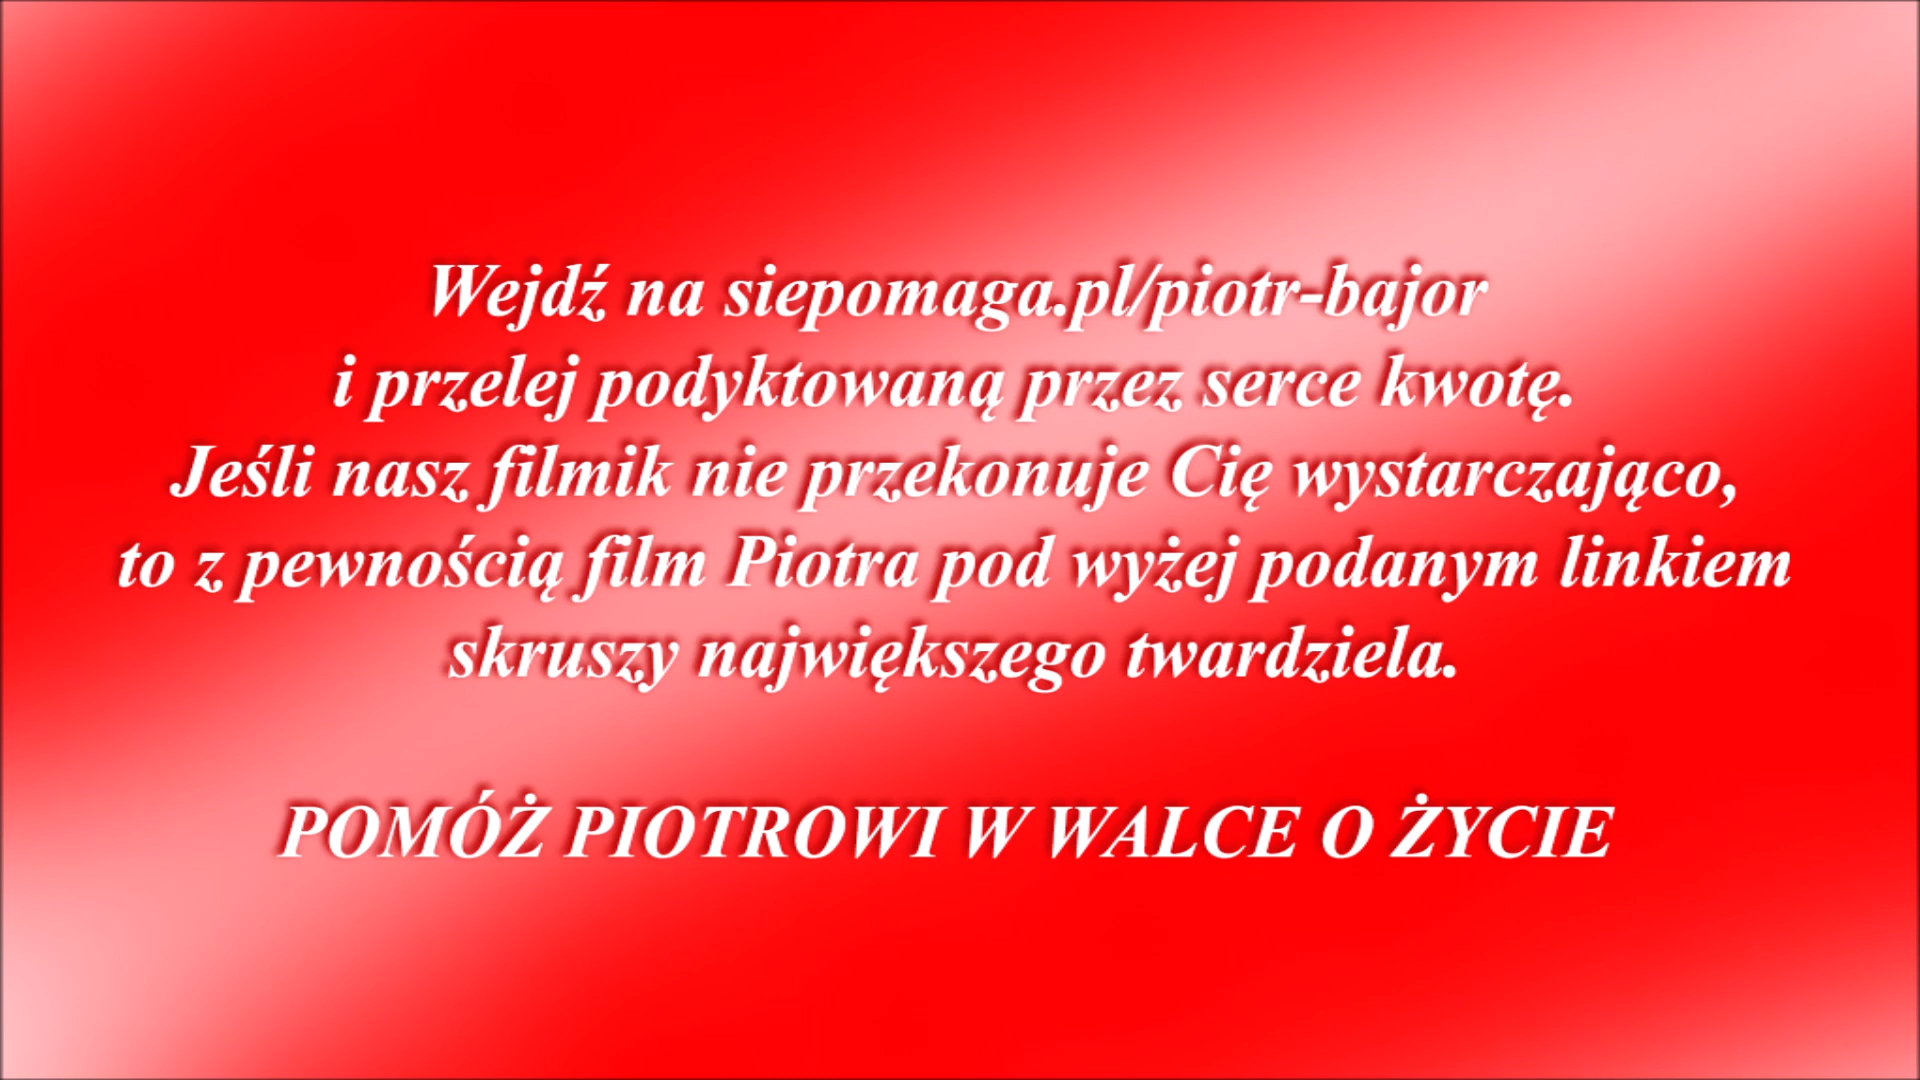 Wejdź na siepomaga.pl/piotr-bajor
i przelej podyktowaną przez serce kwotę.
Jeśli nasz filmik nie przekonuje Cię wystarczająco,
to z pewnością film Piotra pod wyżej podanym linkiem
skruszy największego twardziela.
POMÓŻ PIOTROWI W WALCE O ŻYCIE